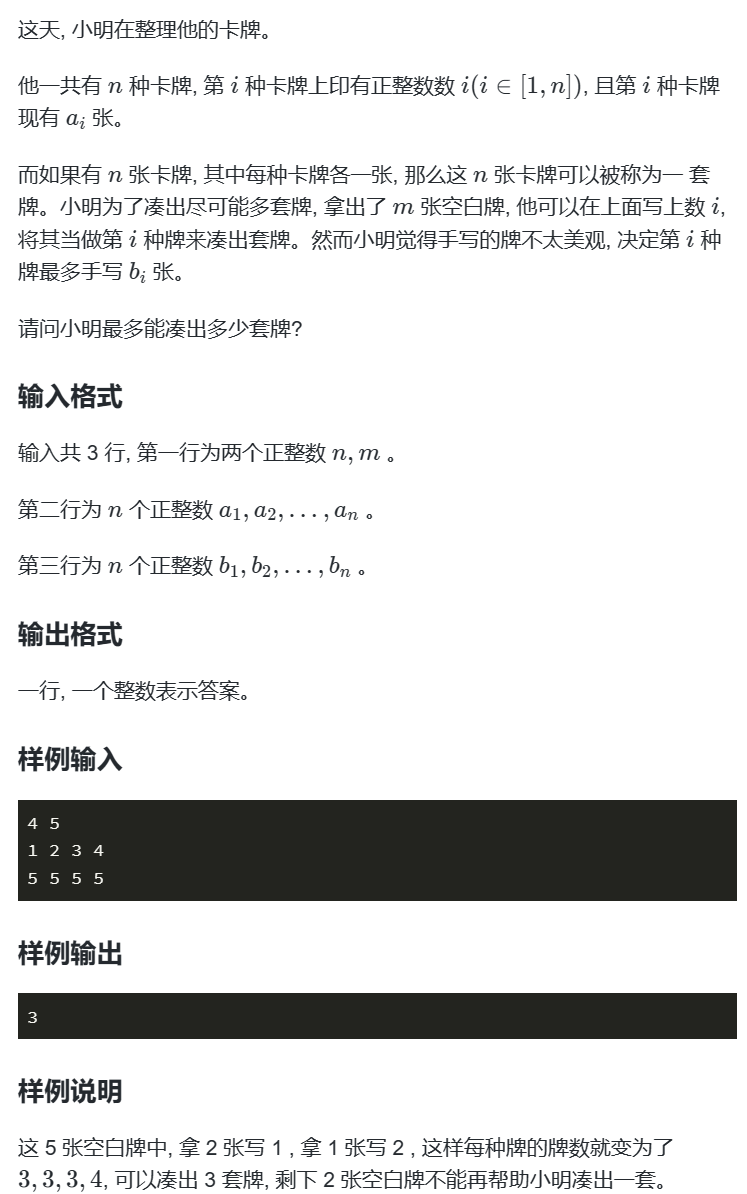 这天, 小明在整理他的卡牌。
他一共有 n 种卡牌, 第 i 种卡牌上印有正整数数 i(i ∈ [1, n]), 且第 i 种卡牌
现有 a_i 张。
而如果有 n 张卡牌, 其中每种卡牌各一张, 那么这 n 张卡牌可以被称为一 套
牌。小明为了凑出尽可能多套牌, 拿出了 m 张空白牌, 他可以在上面写上数 i,
将其当做第 i 种牌来凑出套牌。然而小明觉得手写的牌不太美观, 决定第 i 种
牌最多手写 b_i 张。
请问小明最多能凑出多少套牌?
输入格式
输入共 3 行, 第一行为两个正整数 n, m 。
第二行为 n 个正整数 a_1, a_2, . . . , a_n 。
第三行为 n 个正整数 b_1, b_2, . . . , b_n 。
输出格式
一行, 一个整数表示答案。
样例输入
4 5
1 2 3 4
5 5 5 5
样例输出
3
样例说明
这 5 张空白牌中, 拿 2 张写 1 , 拿 1 张写 2 , 这样每种牌的牌数就变为了
3, 3, 3, 4, 可以凑出 3 套牌, 剩下 2 张空白牌不能再帮助小明凑出一套。